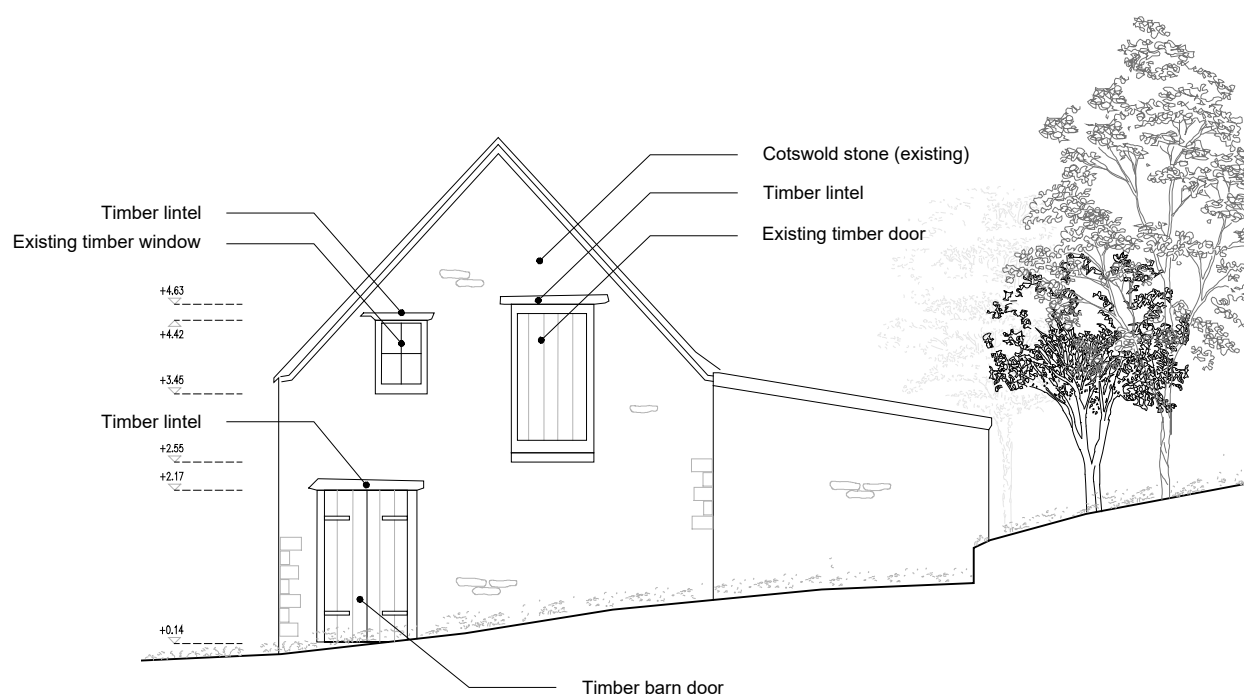 Cotswold stone (existing)
Timber lintel
Existing timber door
Timber lintel
Existing timber window
+4.63
+4.42
+3.45
Timber lintel
+2.55
+2.17
+0.14
Timber barn door